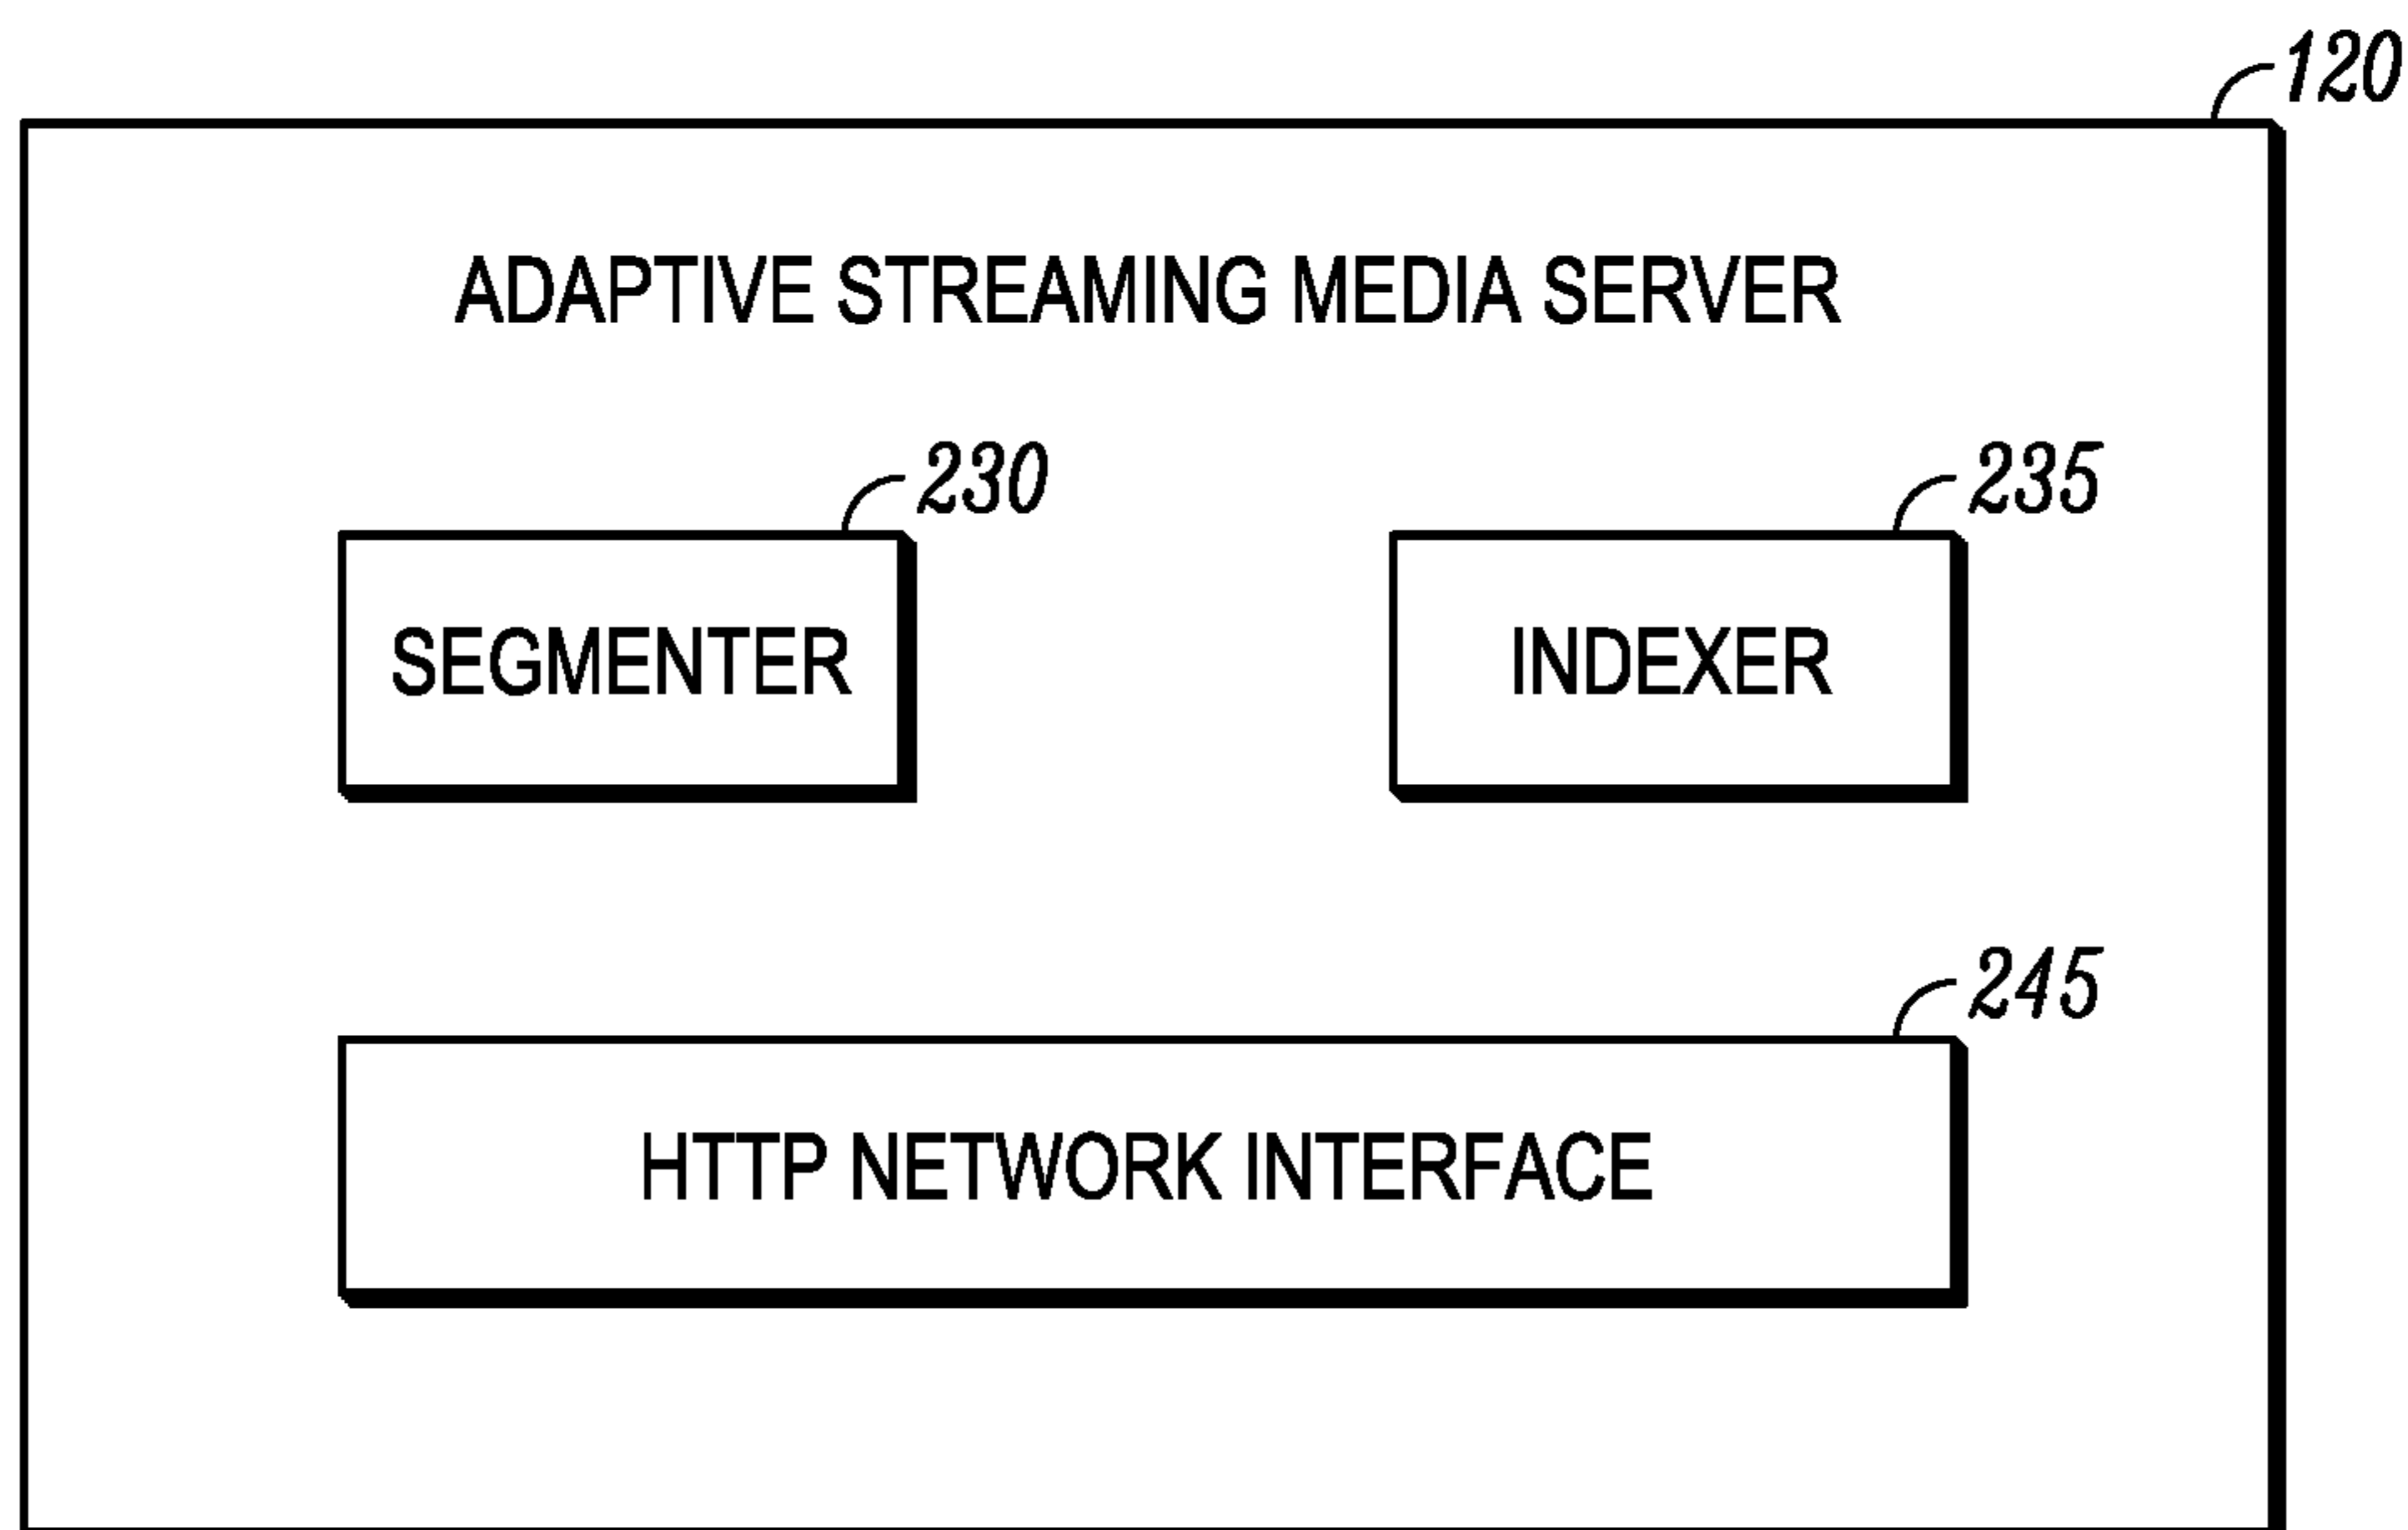 120
ADAPTIVE STREAMING MEDIA SERVER
230
235
SEGMENTER
INDEXER
245
HTTP NETWORK INTERFACE